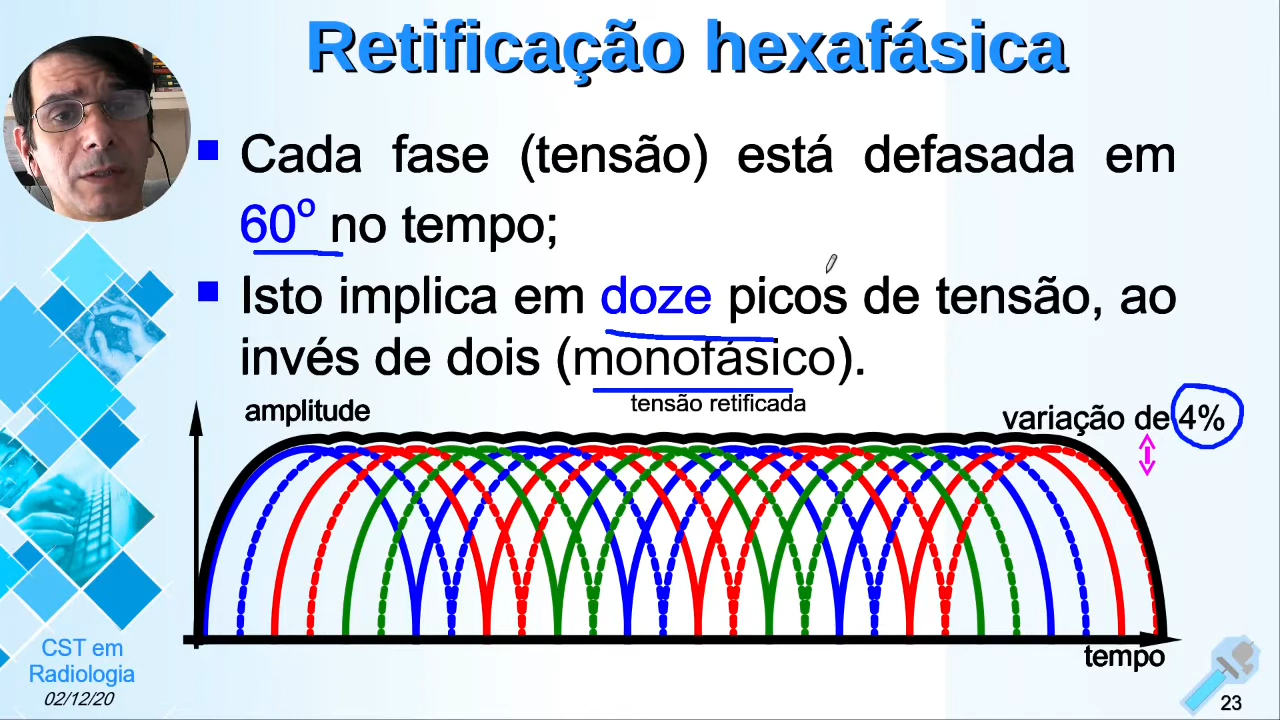 Retificação hexafásica
Cada fase (tensão) está defasada em
60º no tempo;
Isto implica em doze picos de tensão, ao
invés de dois (monofásico).
tensão retificada
amplitude
variação de 4%
tempo
CST em
Radiologia
02/12/20
23